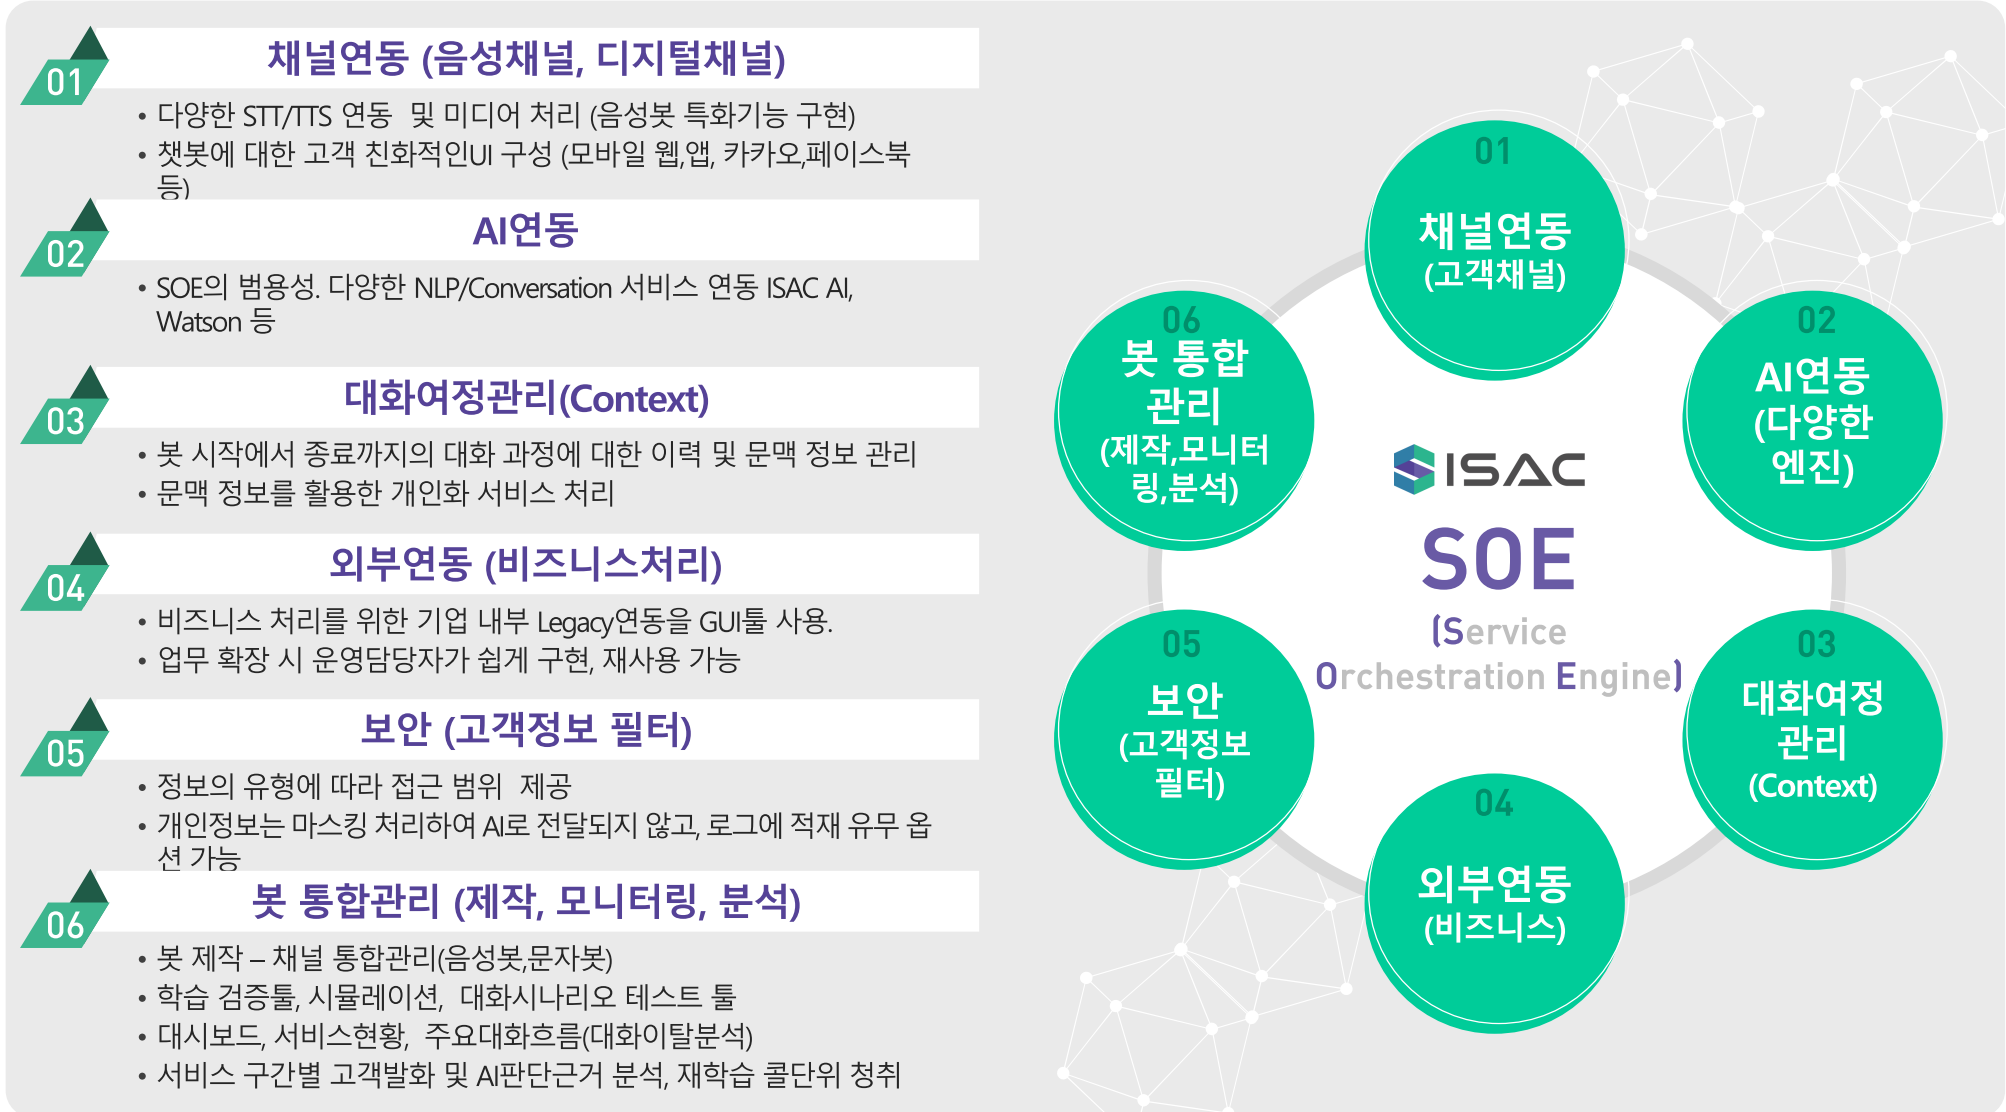 01
채널연동 (음성채널, 디지털채널)
• 다양한 STT/TTS 연동 및 미디어 처리 (음성봇 특화기능 구현)
• 챗봇에 대한 고객 친화적인UI 구성 (모바일 웹,앱, 카카오,페이스북
등)
02
AI연동
• SOE의 범용성. 다양한 NLP/Conversation 서비스 연동 ISAC AI,
Watson 등
03
대화여정관리(Context)
• 봇 시작에서 종료까지의 대화 과정에 대한 이력 및 문맥 정보 관리
• 문맥 정보를 활용한 개인화 서비스 처리
04
외부연동 (비즈니스처리)
• 비즈니스 처리를 위한 기업 내부 Legacy연동을 GUI툴 사용.
• 업무 확장 시 운영담당자가 쉽게 구현, 재사용 가능
05
보안 (고객정보 필터)
• 정보의 유형에 따라 접근 범위 제공
• 개인정보는 마스킹 처리하여 AI로 전달되지 않고, 로그에 적재 유무 옵
션 가능
06
봇 통합관리 (제작, 모니터링, 분석)
• 봇 제작 – 채널 통합관리(음성봇,문자봇)
• 학습 검증툴, 시뮬레이션, 대화시나리오 테스트 툴
• 대시보드, 서비스현황, 주요대화흐름(대화이탈분석)
• 서비스 구간별 고객발화 및 AI판단근거 분석, 재학습 콜단위 청취
01
채널연동
(고객채널)
02
AI연동
(다양한
엔진)
03
대화여정
관리
(Context)
04
외부연동
(비즈니스)
05
보안
(고객정보
필터)
06
봇 통합
관리
(제작,모니터
링,분석)
ISAC
SOE
(Service
Orchestration Engine)